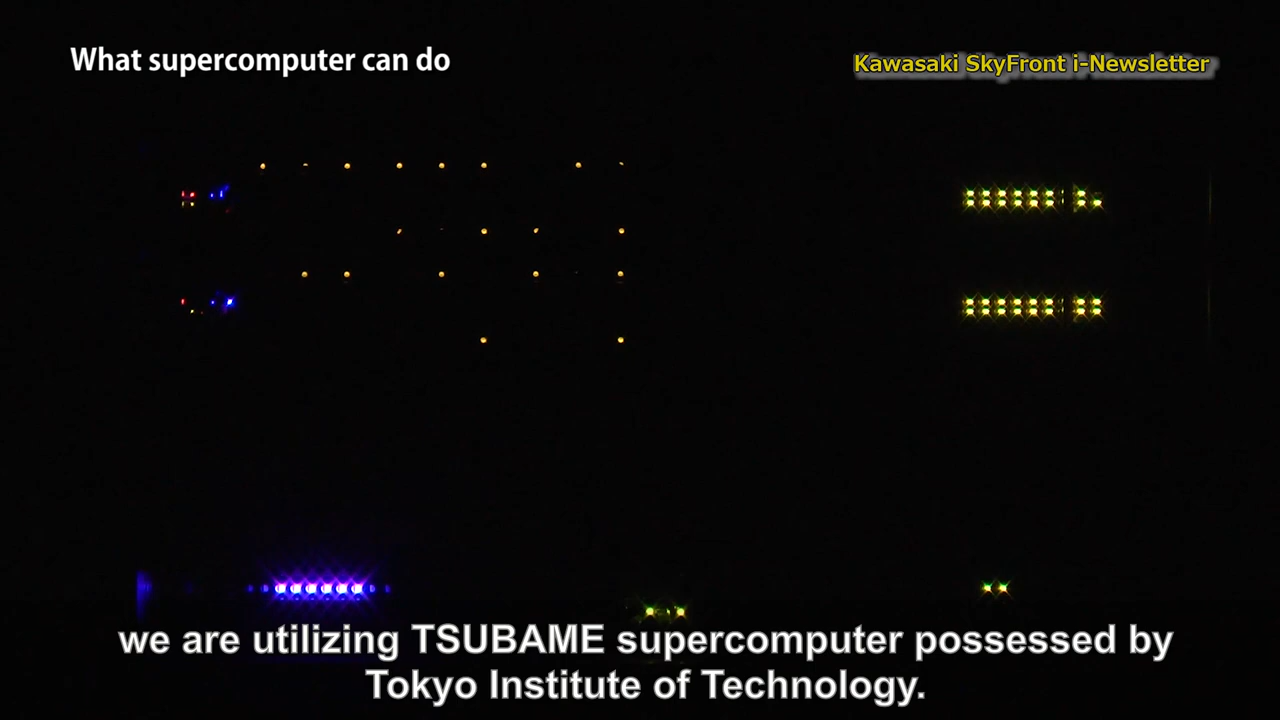 What supercomputer can do
Kawasaki SkyFront i-Newsletter
we are utilizing TSUBAME supercomputer possessed by
Tokyo Institute of Technology.